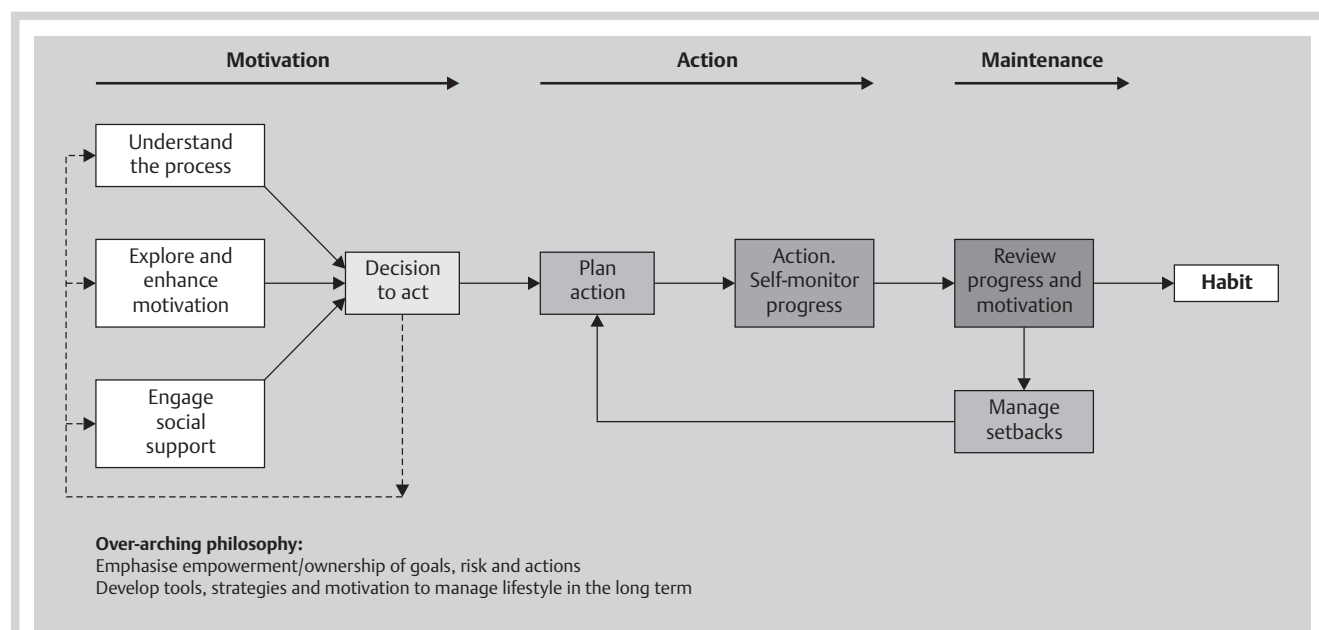 Motivation
Action
Maintenance
Understand
the process
Explore and
enhance
motivation
Engage
social
support
Decision
to act
Plan
action
Action.
Self-monitor
progress
Review
progress and
motivation
Habit
Manage
setbacks
Over-arching philosophy:
Emphasise empowerment/ownership of goals, risk and actions
Develop tools, strategies and motivation to manage lifestyle in the long term